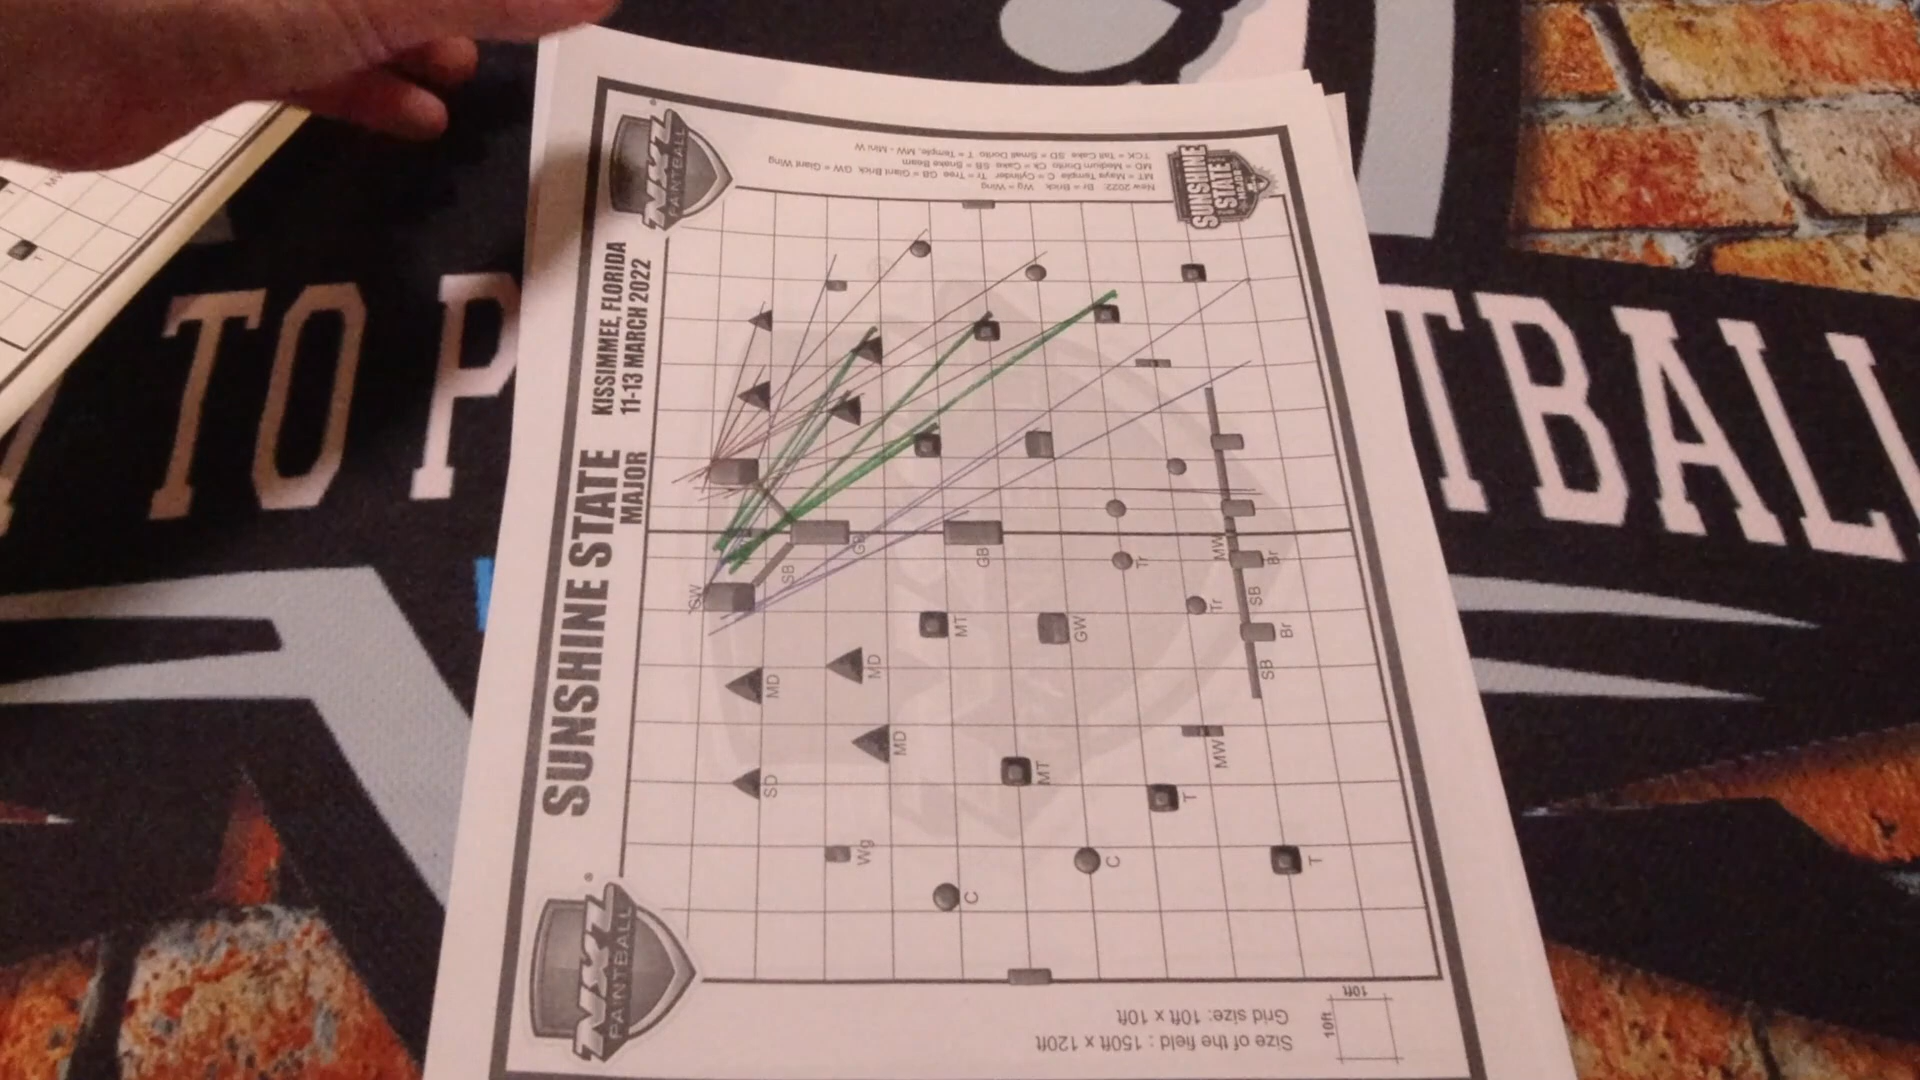 NXL
PAINTBALL
SUNSHINE STATE
MAJOR
KISSIMMEE, FLORIDA
11-13 MARCH 2022
NXL
PAINTBALL
SUNSHINE
STATE
MAJOR
New 2022: Br = Brick, Wg = Wing
MT = Maya Temple C = Cylinder Tr = Tree GB = Giant Brick, GW = Giant Wing
MD = Medium Dorito Ck = Cake SB = Snake Beam
TCK = Tall Cake SD = Small Dorito T = Temple, MW - Mini W
GW
SB
GB
GB
Tr
MW
Br
Tr
SB
Br
SB
MT
GW
MD
MD
MD
MT
MW
SD
T
Wg
C
C
T
Size of the field : 150ft x 120ft
Grid size: 10ft x 10ft
10ft
10ft
TO P
TBALL
T